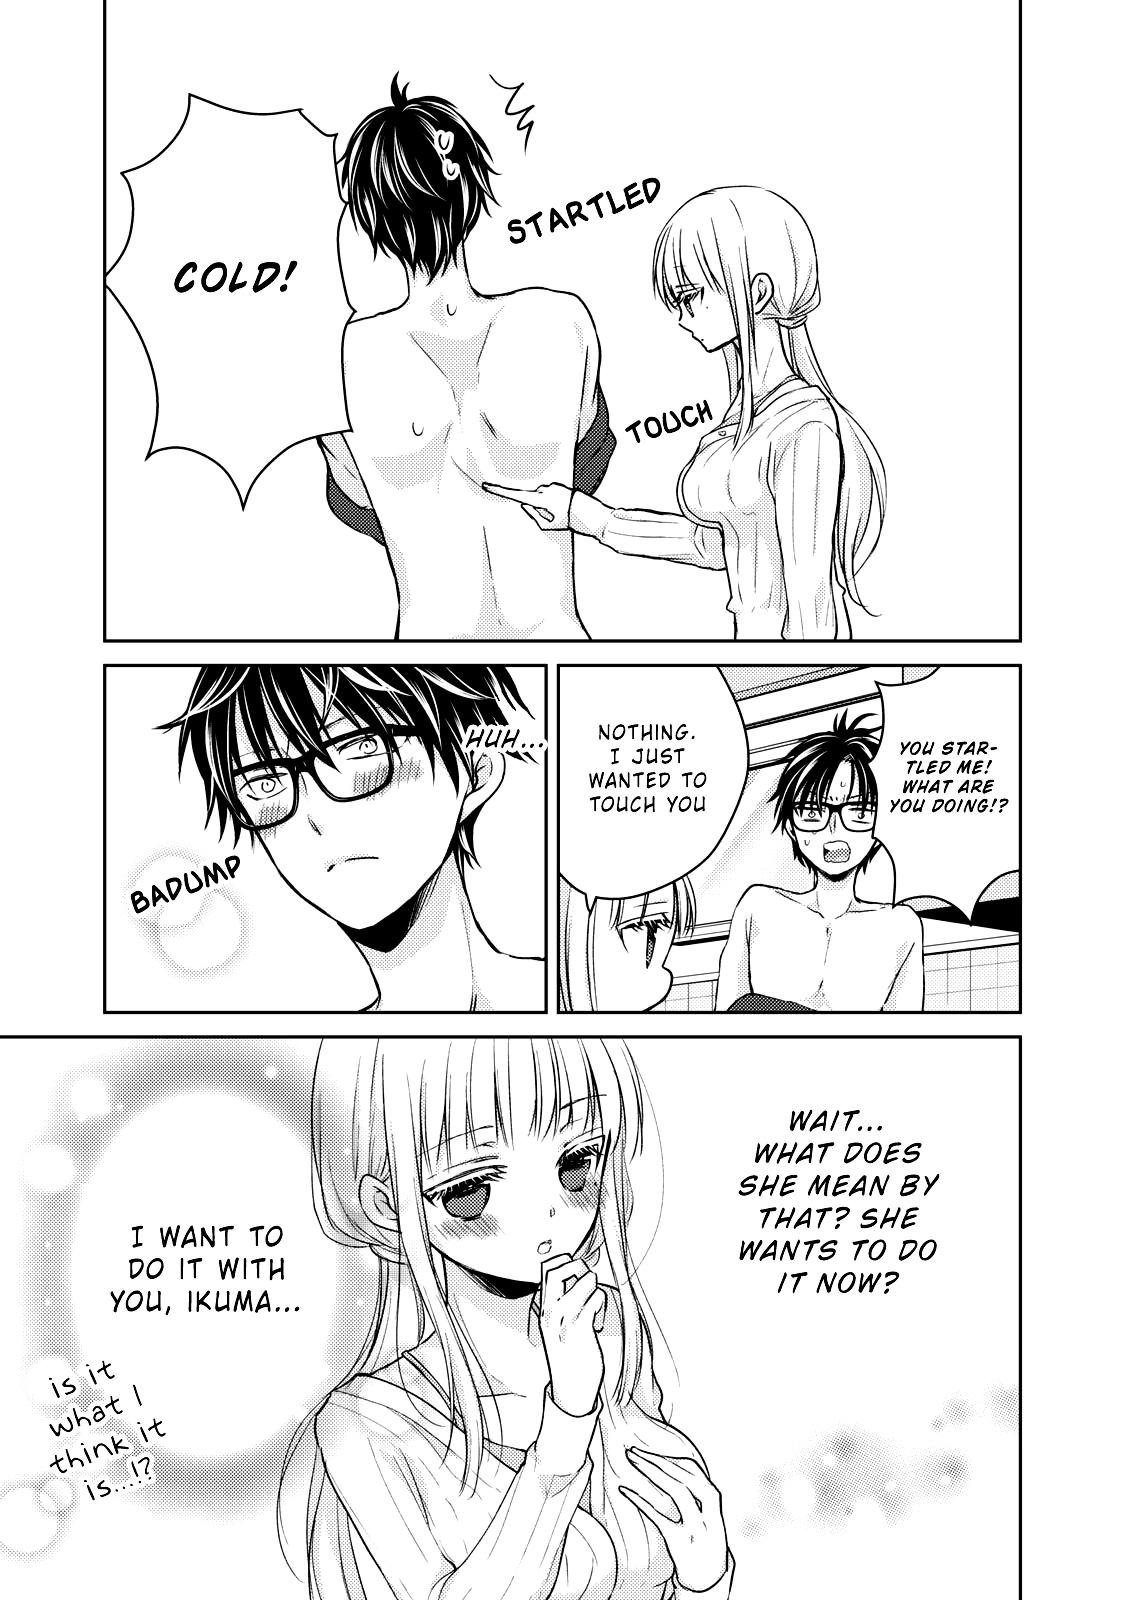 STARTLED
COLD!
TOUCH
YOU STAR-
TLED ME!
WHAT ARE
YOU DOING!?
NOTHING.
I JUST
WANTED TO
TOUCH YOU
HUH...
BADUMP
WAIT...
WHAT DOES
SHE MEAN BY
THAT? SHE
WANTS TO DO
IT NOW?
I WANT TO
DO IT WITH
YOU, IKUMA...
is it
what I
think it
is...!?